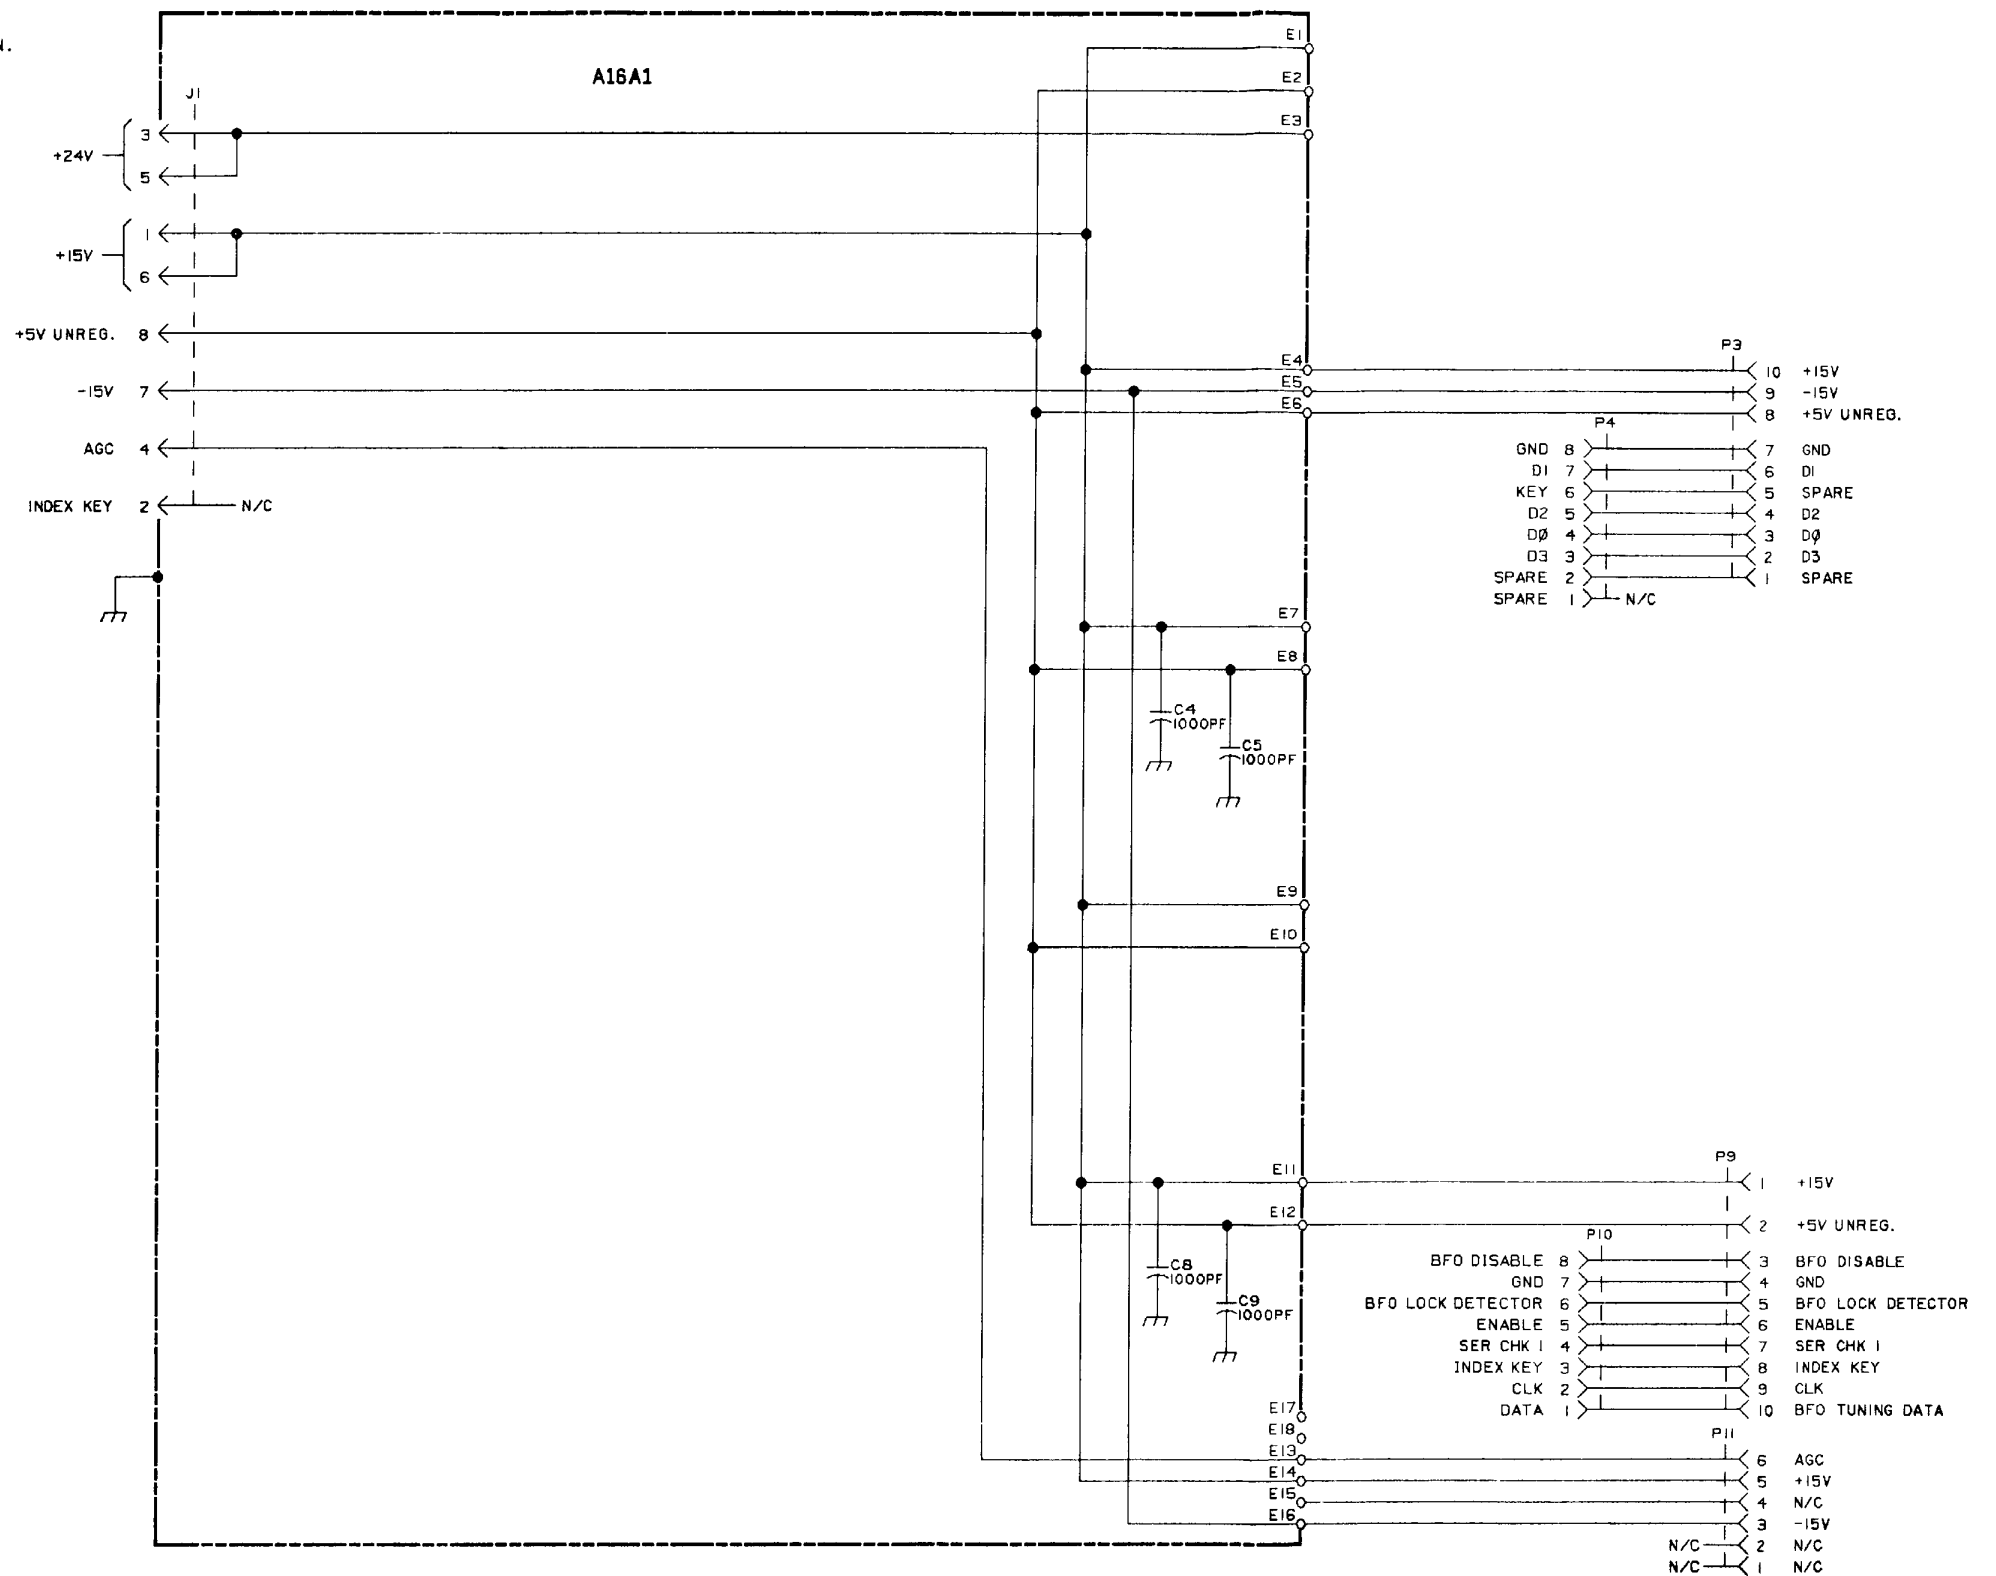 N.
A16A1
J1
+24V
3
5
+15V
1
6
+5V UNREG. 8
-15V 7
AGC 4
INDEX KEY 2
N/C
E1
E2
E3
E4
E5
E6
E7
E8
C4
1000PF
C5
1000PF
E9
E10
E11
E12
C8
1000PF
C9
1000PF
E17
E18
E13
E14
E15
E16
P3
10 +15V
9 -15V
8 +5V UNREG.
P4
GND 8
7 GND
D1 7
6 D1
KEY 6
5 SPARE
D2 5
4 D2
DØ 4
3 DØ
D3 3
2 D3
SPARE 2
1 SPARE
SPARE 1
N/C
P9
1 +15V
2 +5V UNREG.
P10
BFO DISABLE 8
3 BFO DISABLE
GND 7
4 GND
BFO LOCK DETECTOR 6
5 BFO LOCK DETECTOR
ENABLE 5
6 ENABLE
SER CHK 1 4
7 SER CHK 1
INDEX KEY 3
8 INDEX KEY
CLK 2
9 CLK
DATA 1
10 BFO TUNING DATA
P11
6 AGC
5 +15V
4 N/C
3 -15V
N/C
2 N/C
N/C
1 N/C